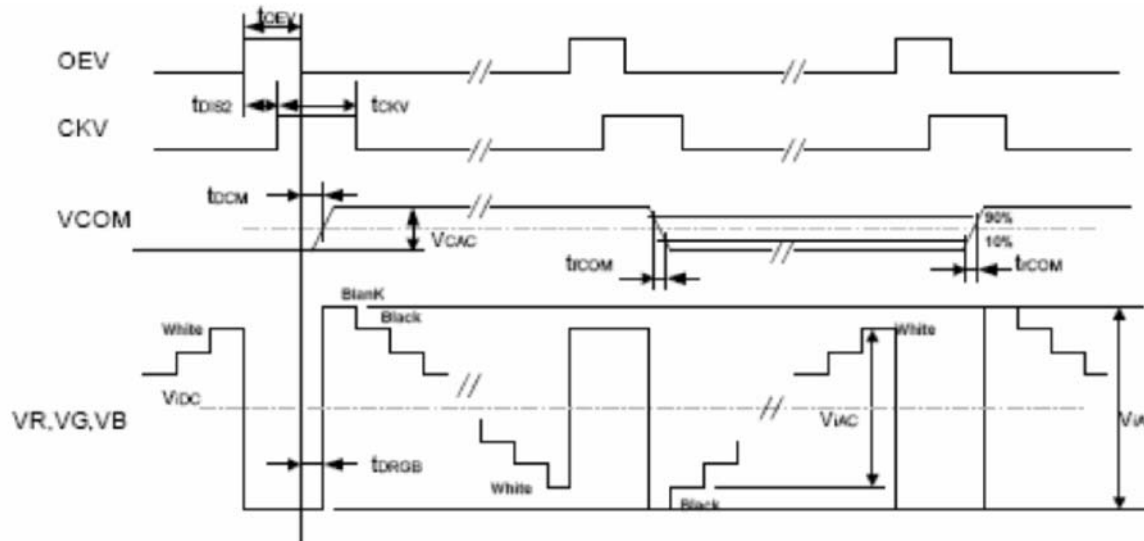 tOEV
OEV
tDIS2
tCKV
CKV
tDCM
VCOM
VCAC
90%
10%
tfCOM
trCOM
BlanK
White
Black
White
VIDC
VR,VG,VB
VIAC
tDRGB
White
Black